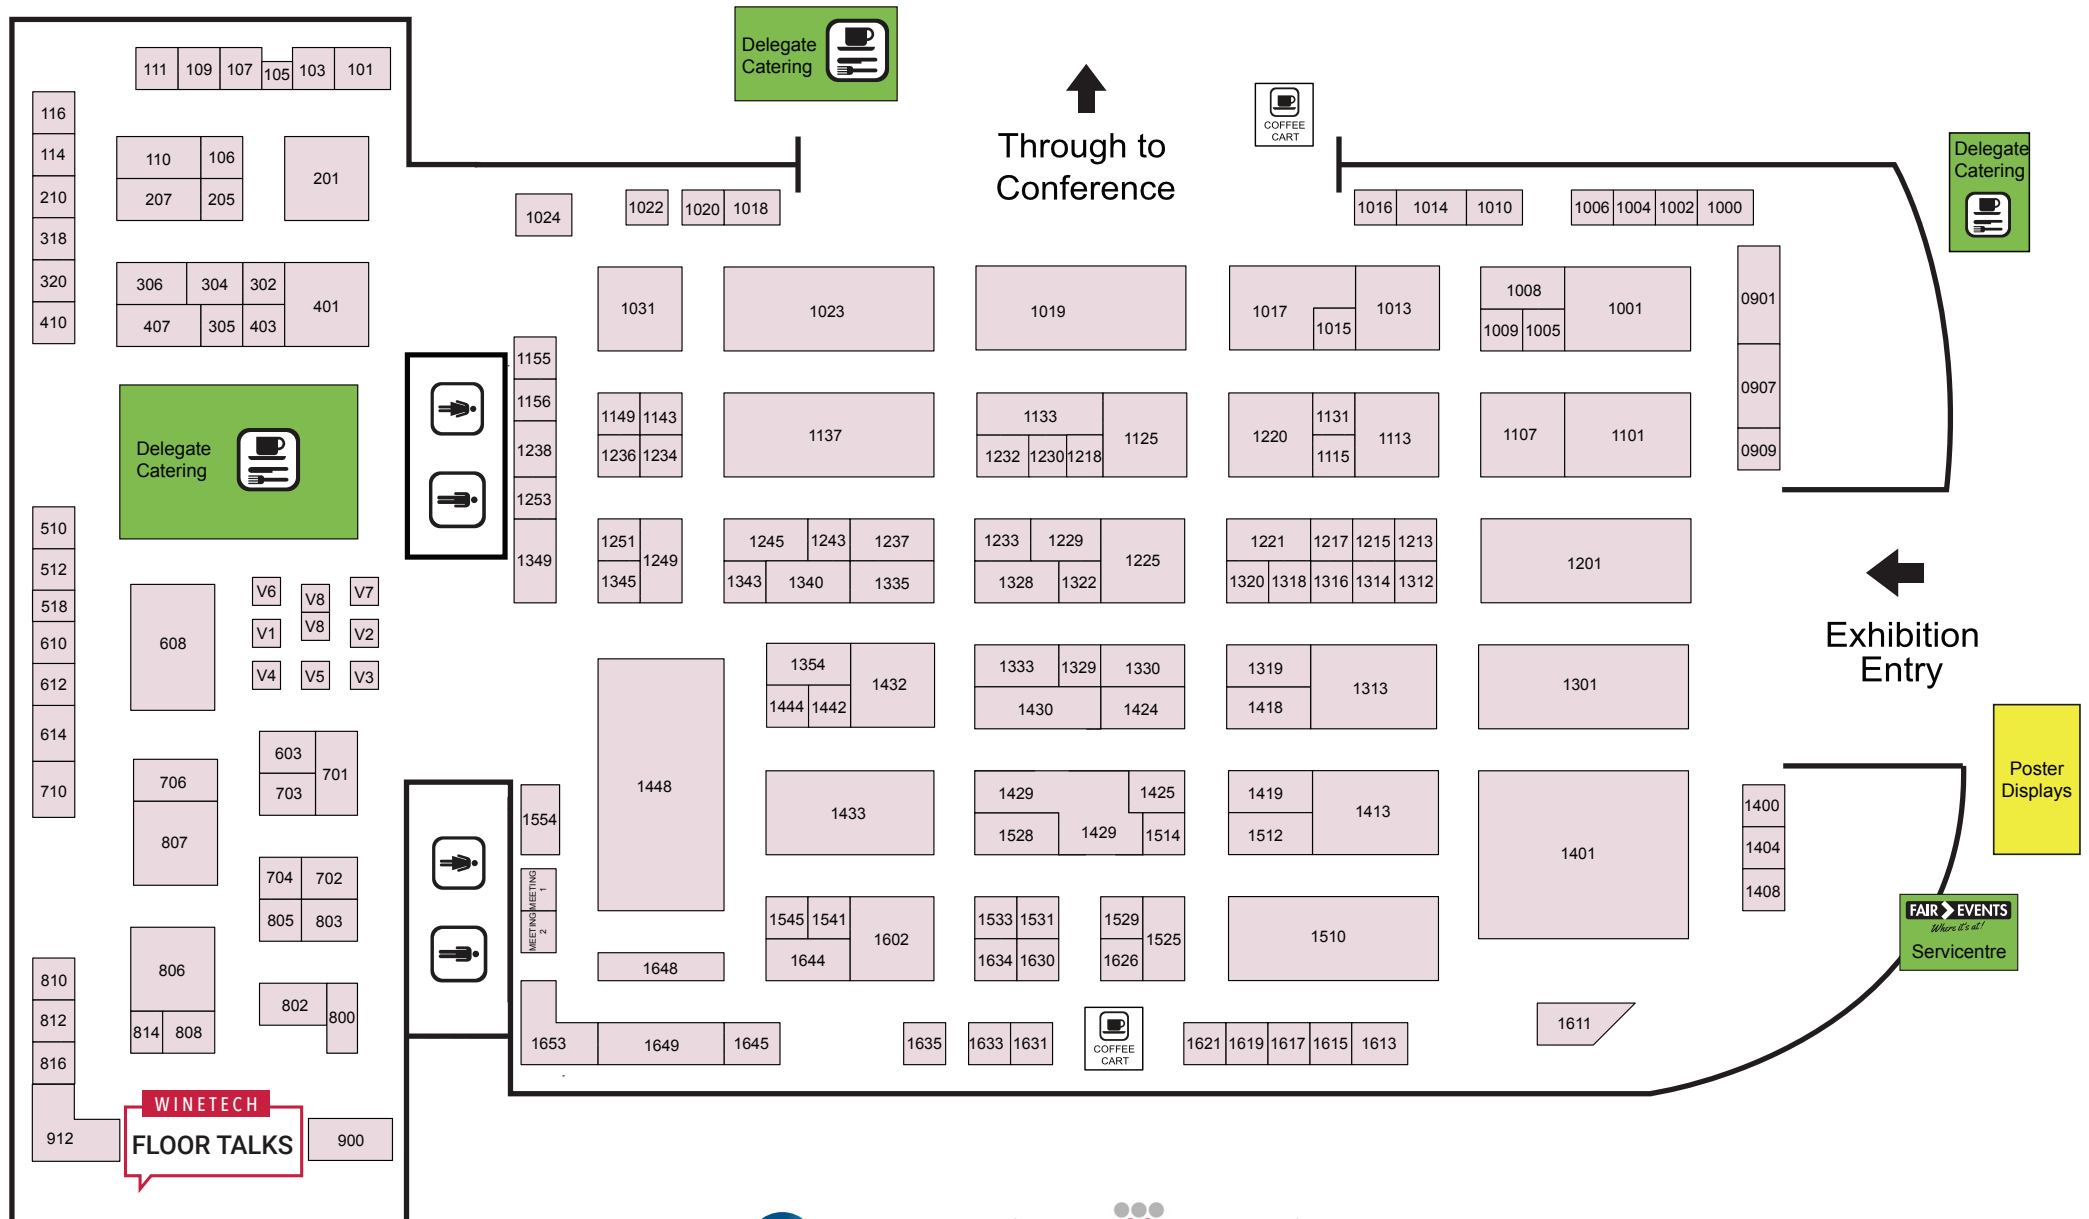 Delegate
Catering
111 109 107 105 103 101
116
114
210
318
320
410
110 106
207 205
201
306 304 302
401
407 305 403
Through to
Conference
COFFEE
CART
Delegate
Catering
1024
1022
1020 1018
1016 1014 1010
1006 1004 1002 1000
1031
1023
1019
1017
1015
1013
1008
1009 1005
1001
0901
0907
0909
Delegate
Catering
1155
1156
1238
1253
1349
1149 1143
1236 1234
1137
1133
1232 1230 1218
1125
1220
1131
1115
1113
1107
1101
510
512
518
610
612
614
710
608
V6 V8 V7
V1 V8 V2
V4 V5 V3
1251
1345
1249
1245 1243 1237
1343 1340 1335
1233 1229
1328 1322
1225
1221 1217 1215 1213
1320 1318 1316 1314 1312
1201
Exhibition
Entry
603
703
701
706
807
1448
1354
1444 1442
1432
1333 1329 1330
1430 1424
1319
1418
1313
1301
Poster
Displays
704 702
805 803
1554
MEETING
1
MEETING
2
1433
1429 1425
1528 1429 1514
1419
1512
1413
1401
1400
1404
1408
FAIR EVENTS
Where it's at!
Servicentre
810
812
816
912
806
814 808
802
800
1648
1545 1541
1644
1602
1533 1531
1634 1630
1529
1626
1525
1510
1611
1653 1649 1645
1635
1633 1631
COFFEE
CART
1621 1619 1617 1615 1613
WINETECH
FLOOR TALKS
900